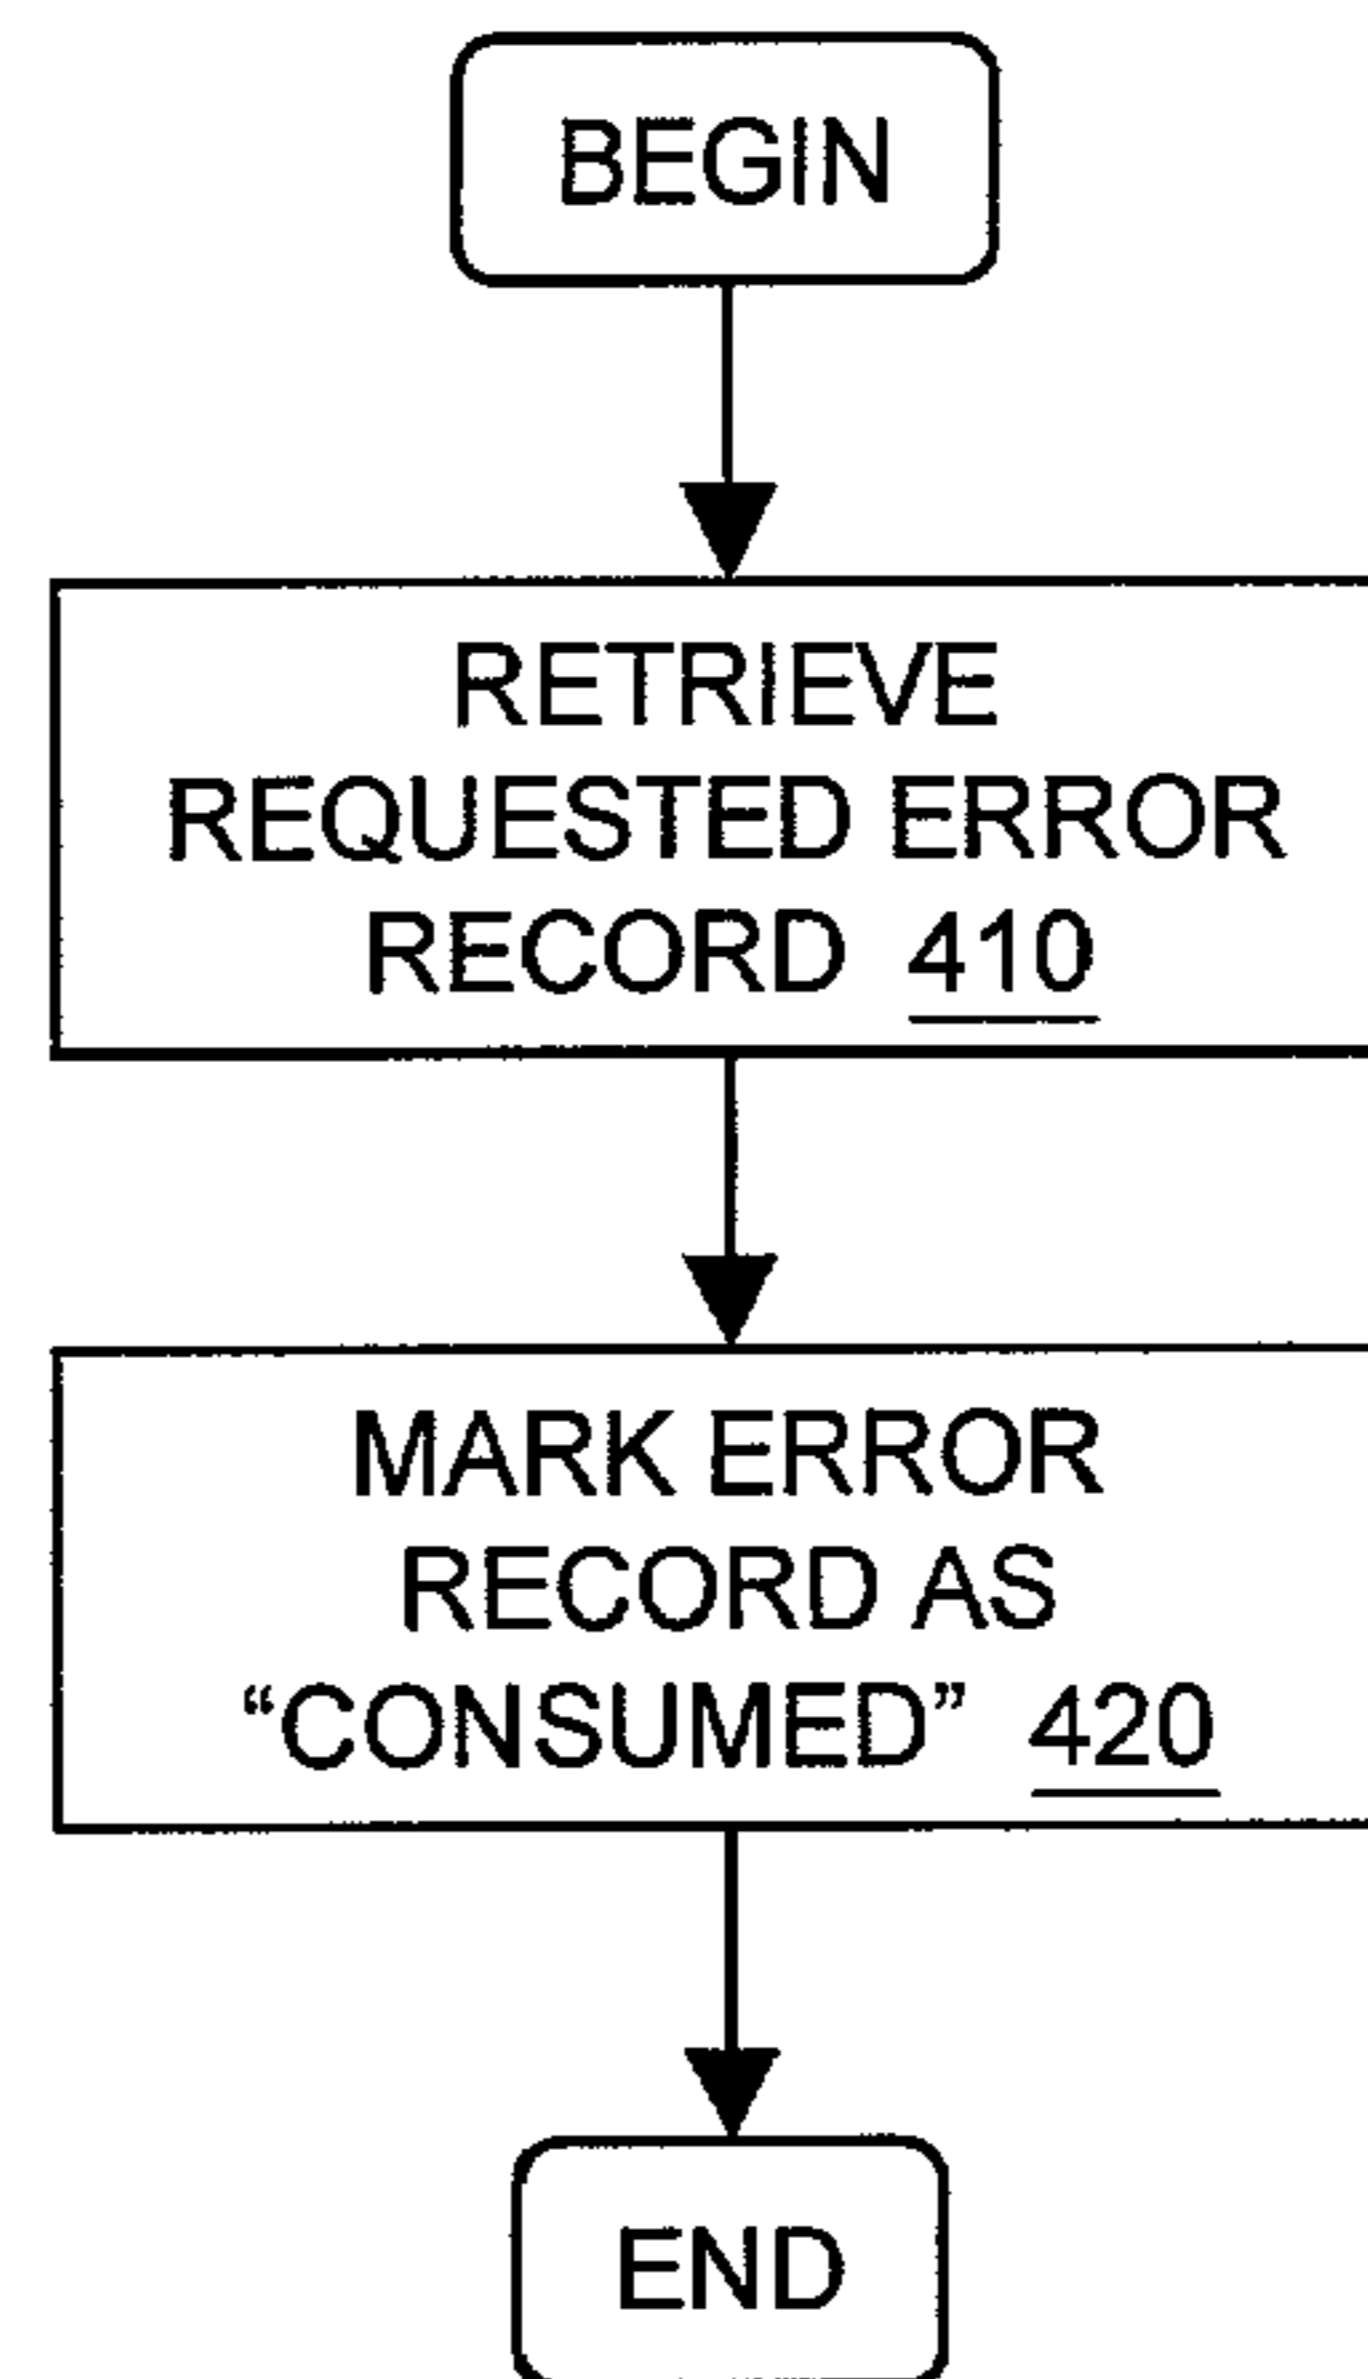 BEGIN
RETRIEVE
REQUESTED ERROR
RECORD 410
MARK ERROR
RECORD AS
“CONSUMED” 420
END